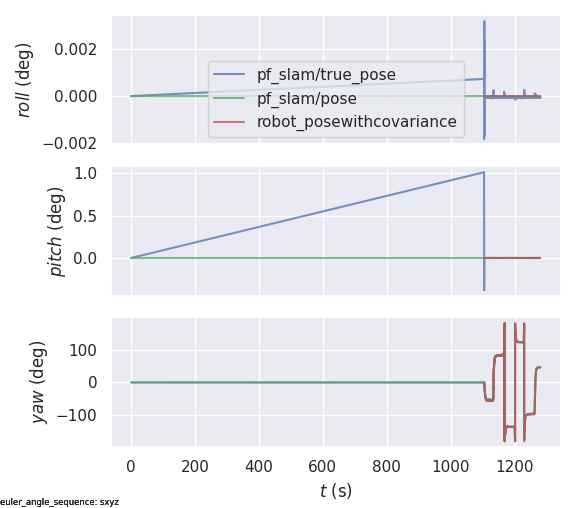 roll (deg)
0.002
0.000
−0.002
pf_slam/true_pose
pf_slam/pose
robot_posewithcovariance
pitch (deg)
1.0
0.5
0.0
yaw (deg)
100
0
−100
0 200 400 600 800 1000 1200
t (s)
euler_angle_sequence: sxyz